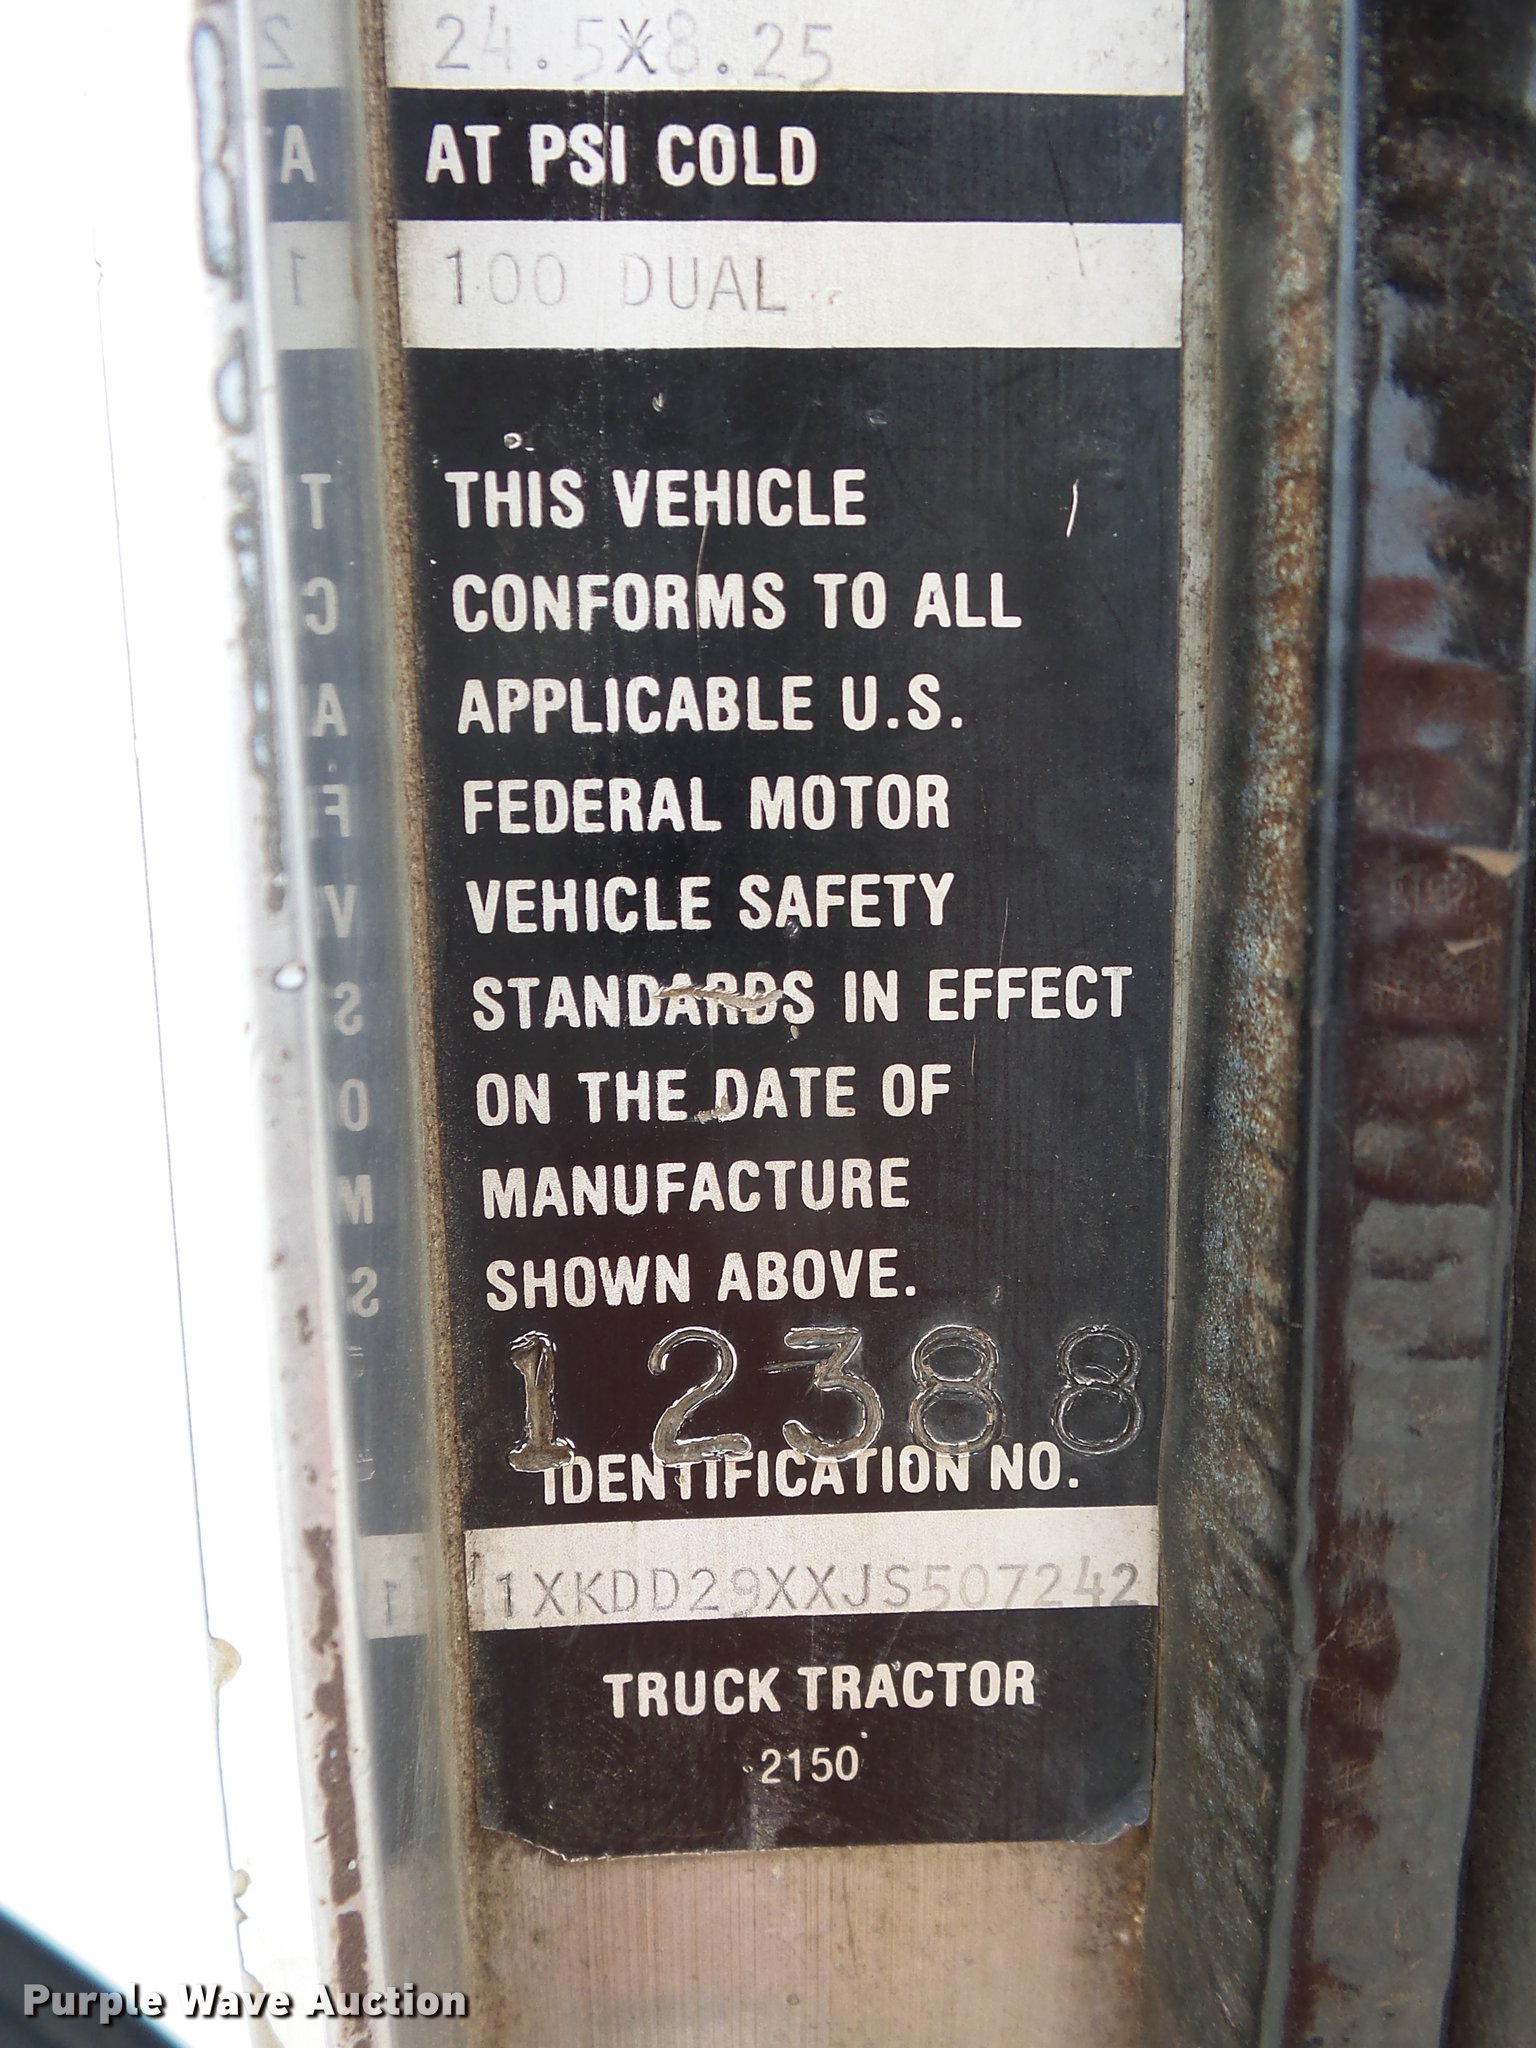 24.5X8.25
AT PSI COLD
100 DUAL
THIS VEHICLE
CONFORMS TO ALL
APPLICABLE U.S.
FEDERAL MOTOR
VEHICLE SAFETY
STANDARDS IN EFFECT
ON THE DATE OF
MANUFACTURE
SHOWN ABOVE.
12388
IDENTIFICATION NO.
1XKDD29XXJS507242
TRUCK TRACTOR
2150
Purple Wave Auction